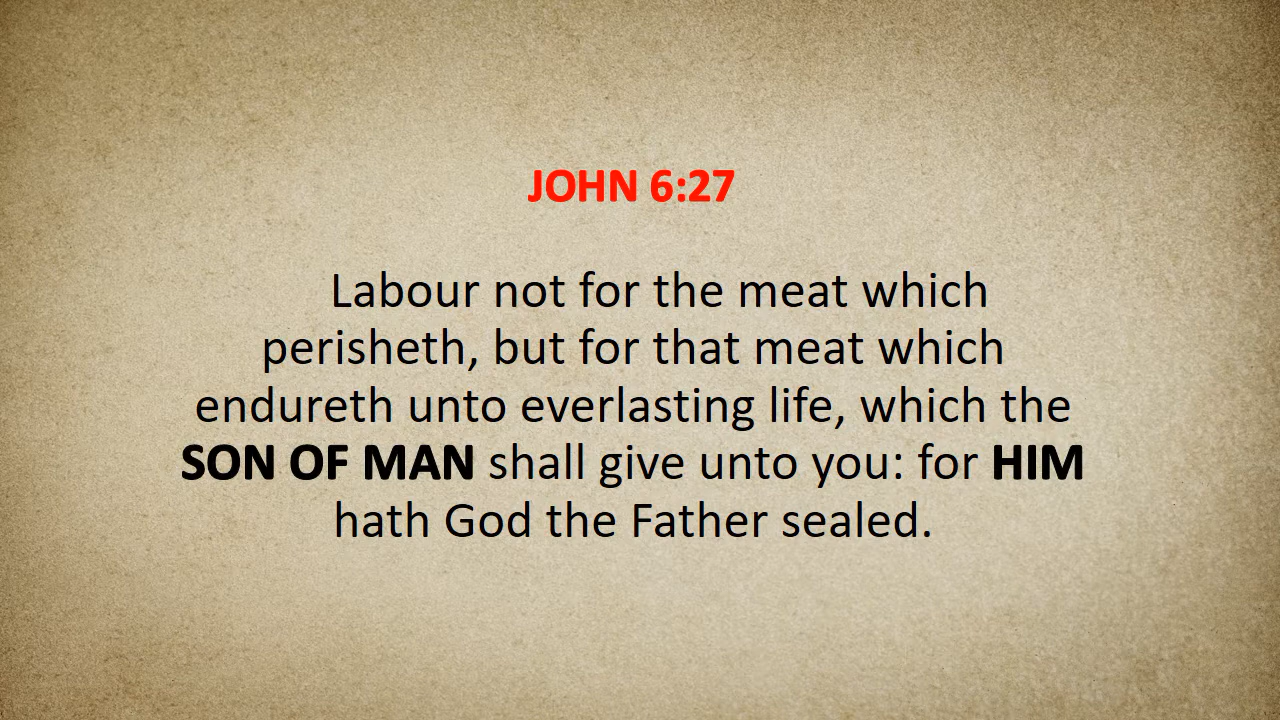 JOHN 6:27
Labour not for the meat which
perisheth, but for that meat which
endureth unto everlasting life, which the
SON OF MAN shall give unto you: for HIM
hath God the Father sealed.